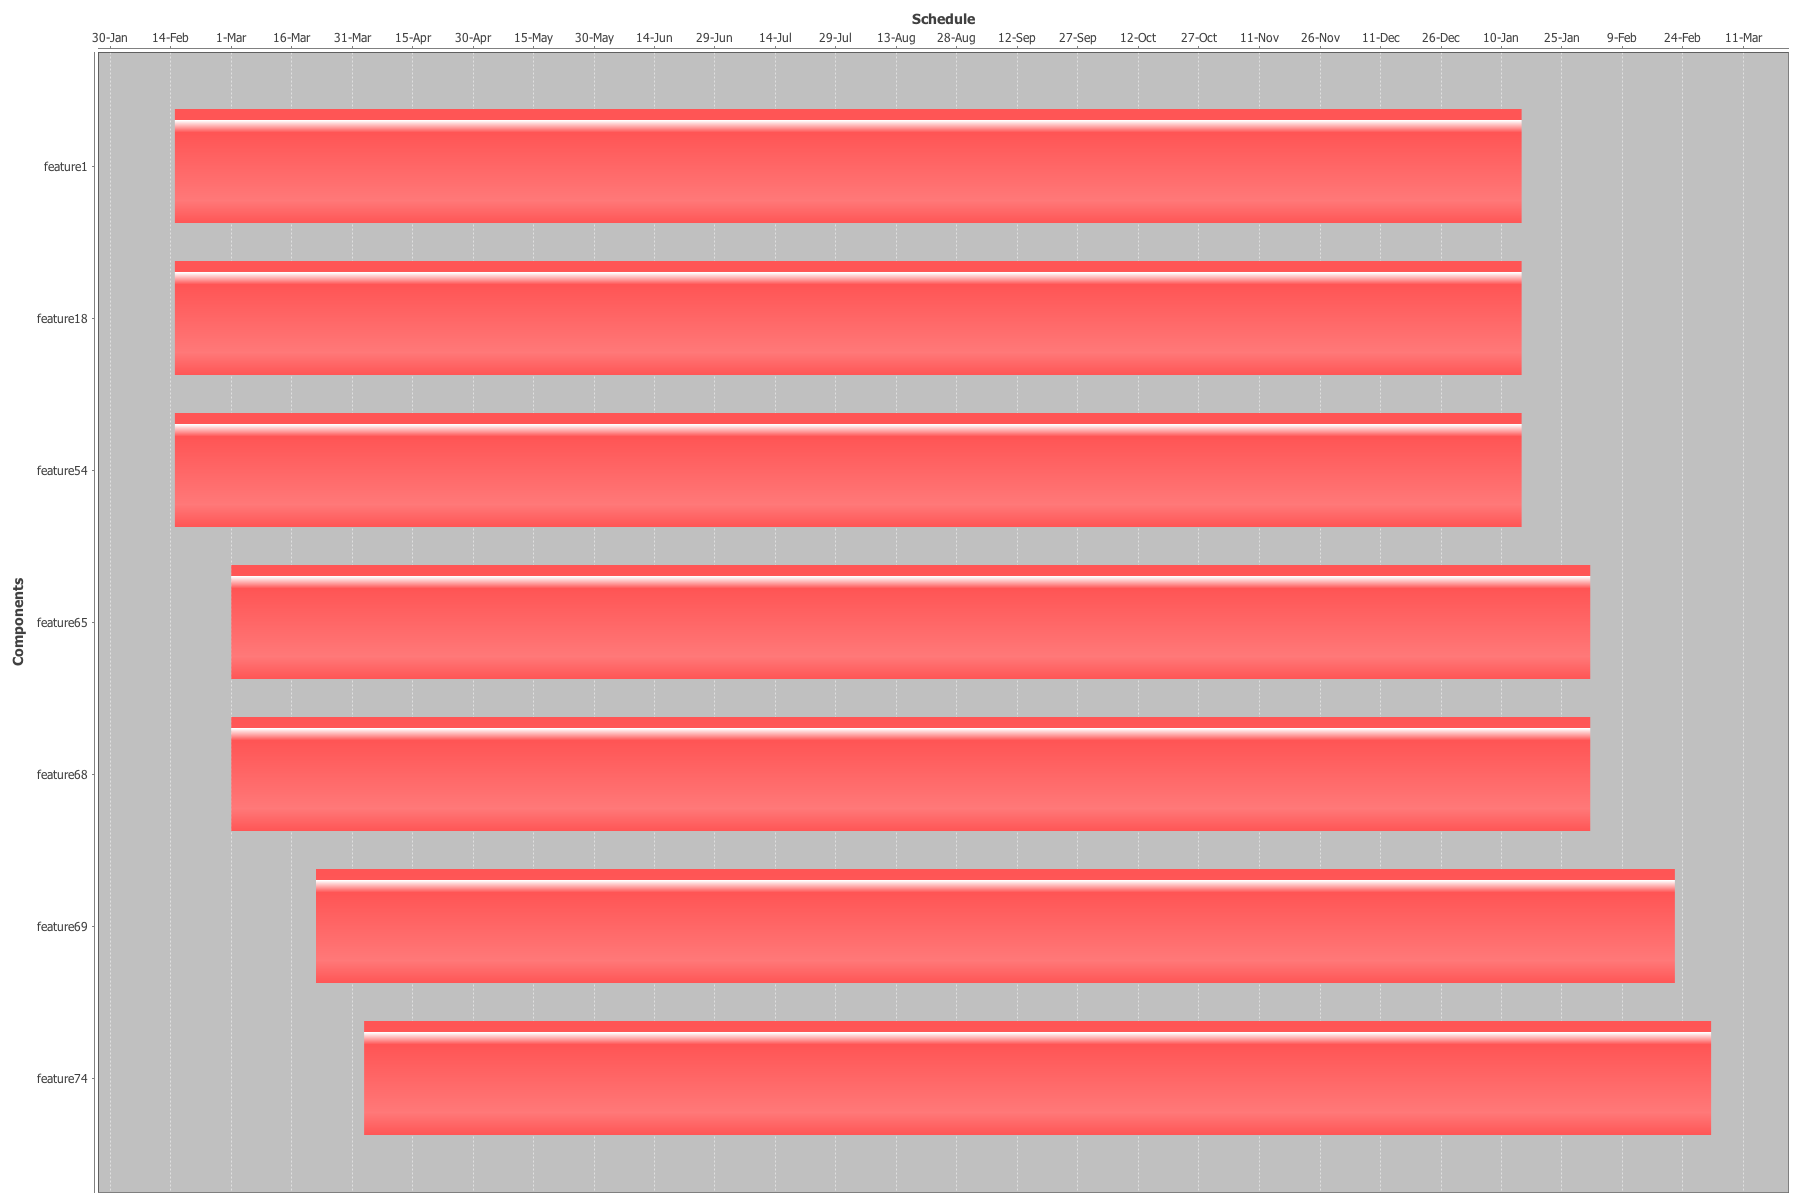 Schedule
30-Jan 14-Feb 1-Mar 16-Mar 31-Mar 15-Apr 30-Apr 15-May 30-May 14-Jun 29-Jun 14-Jul 29-Jul 13-Aug 28-Aug 12-Sep 27-Sep 12-Oct 27-Oct 11-Nov 26-Nov 11-Dec 26-Dec 10-Jan 25-Jan 9-Feb 24-Feb 11-Mar
Components
feature1
feature18
feature54
feature65
feature68
feature69
feature74